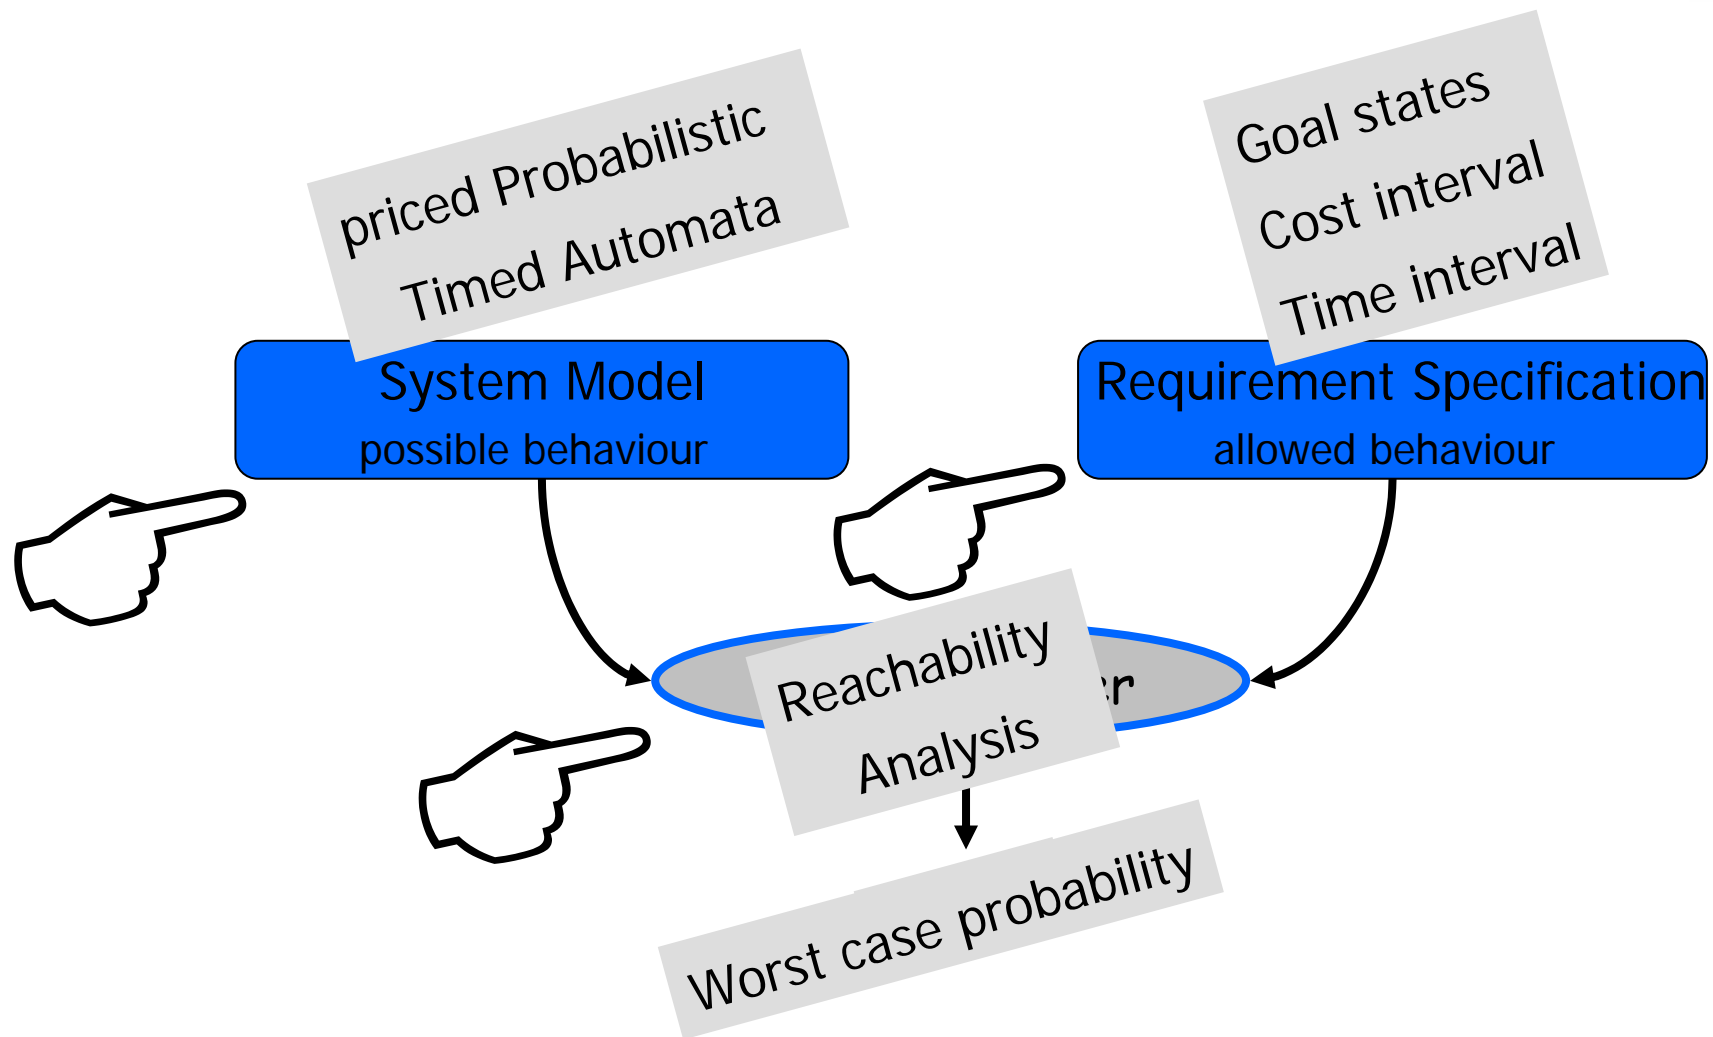 priced Probabilistic
Timed Automata
Goal states
Cost interval
Time interval
System Model
possible behaviour
Requirement Specification
allowed behaviour
Reachability
Analysis
Worst case probability